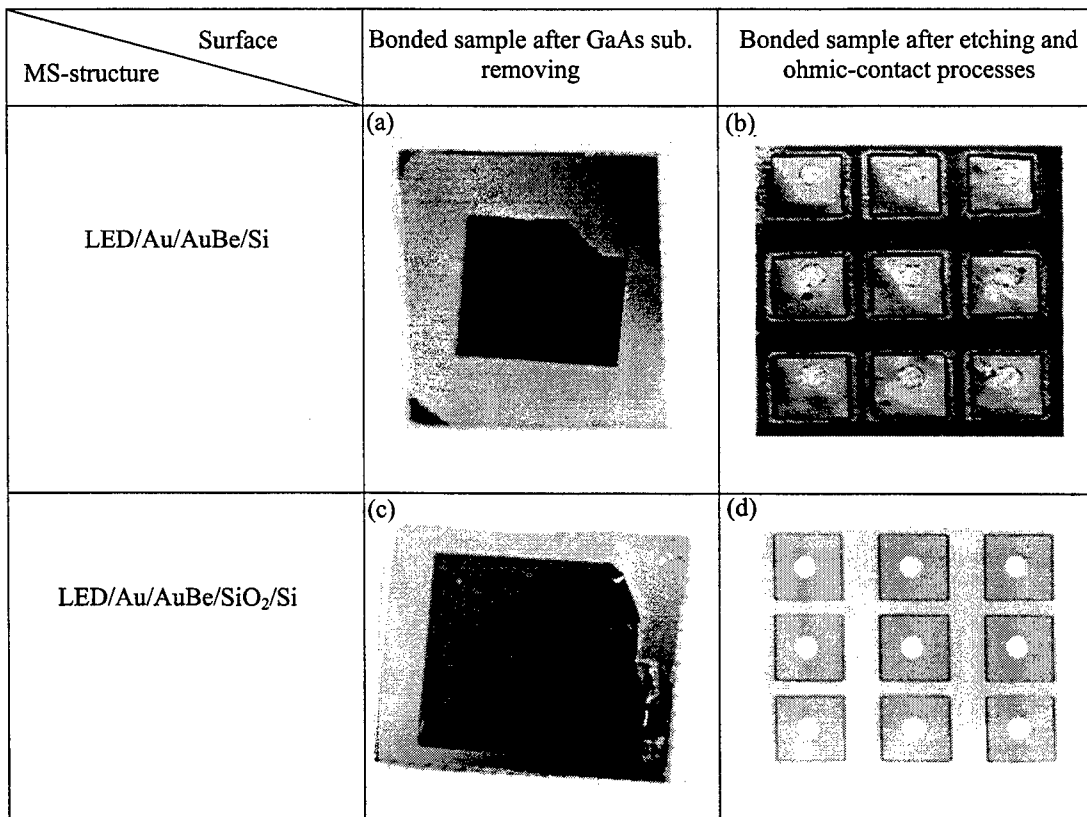 Surface
MS-structure
Bonded sample after GaAs sub.
removing
Bonded sample after etching and
ohmic-contact processes
LED/Au/AuBe/Si
(a)
(b)
LED/Au/AuBe/SiO₂/Si
(c)
(d)